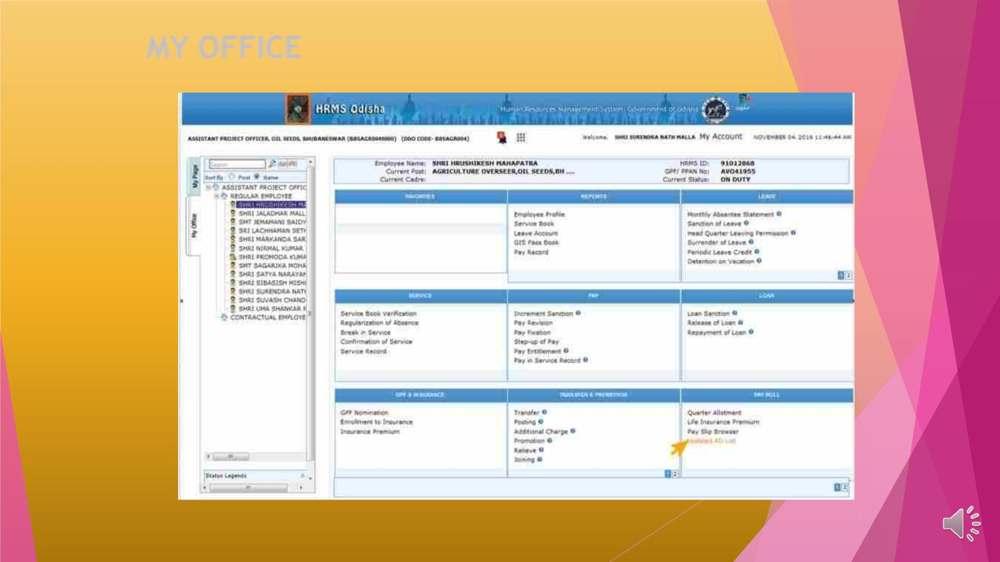 MY OFFICE
HRMS Odisha
Human Resources Management System, Government of Odisha
ASSISTANT PROJECT OFFICER, OIL SEEDS, BHUBANESWAR (BBSAGR0040000) (DDO CODE- BBSAGR004)
Welcome, SHRI SURENDRA NATH MALLA My Account NOVEMBER 04, 2016 11:46:44 AM
My Page
My Office
Search
Sort By Post Name
ASSISTANT PROJECT OFFIC
REGULAR EMPLOYEE
SHRI HRUSHIKESH MA
SHRI JALADHAR MALL
SMT JEMAMANI BAIDY
SRI LACHHAMAN SETH
SHRI MARKANDA BAR
SHRI NIRMAL KUMAR
SHRI PROMODA KUMA
SMT SAGARIKA MOHA
SHRI SATYA NARAYAN
SHRI SIBASISH MISH
SHRI SURENDRA NATH
SHRI SUVASH CHAND
SHRI UMA SHANKAR
CONTRACTUAL EMPLOYE
Status Legends
Employee Name: SHRI HRUSHIKESH MAHAPATRA
Current Post: AGRICULTURE OVERSEER,OIL SEEDS,BH ....
Current Cadre:
HRMS ID: 91012868
GPF/ PPAN No: AVO41955
Current Status: ON DUTY
FAVORITES
REPORTS
Employee Profile
Service Book
Leave Account
GIS Pass Book
Pay Record
LEAVE
Monthly Absentee Statement
Sanction of Leave
Head Quarter Leaving Permission
Surrender of Leave
Periodic Leave Credit
Detention on Vacation
1 2
SERVICE
Service Book Verification
Regularization of Absence
Break in Service
Confirmation of Service
Service Record
PAY
Increment Sanction
Pay Revision
Pay Fixation
Step-up of Pay
Pay Entitlement
Pay in Service Record
LOAN
Loan Sanction
Release of Loan
Repayment of Loan
GPF & INSURANCE
GPF Nomination
Enrollment to Insurance
Insurance Premium
TRANSFER & PROMOTION
Transfer
Posting
Additional Charge
Promotion
Relieve
Joining
1 2
PAY ROLL
Quarter Allotment
Life Insurance Premium
Pay Slip Browser
Updated AD List
1 2